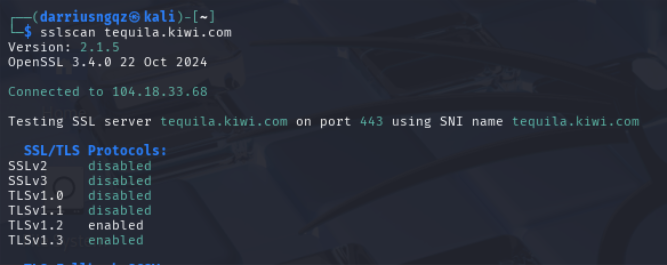 (darriusngqz㉿kali)-[~]
$ sslscan tequila.kiwi.com
Version: 2.1.5
OpenSSL 3.4.0 22 Oct 2024
Connected to 104.18.33.68
Testing SSL server tequila.kiwi.com on port 443 using SNI name tequila.kiwi.com
SSL/TLS Protocols:
SSLv2 disabled
SSLv3 disabled
TLSv1.0 disabled
TLSv1.1 disabled
TLSv1.2 enabled
TLSv1.3 enabled